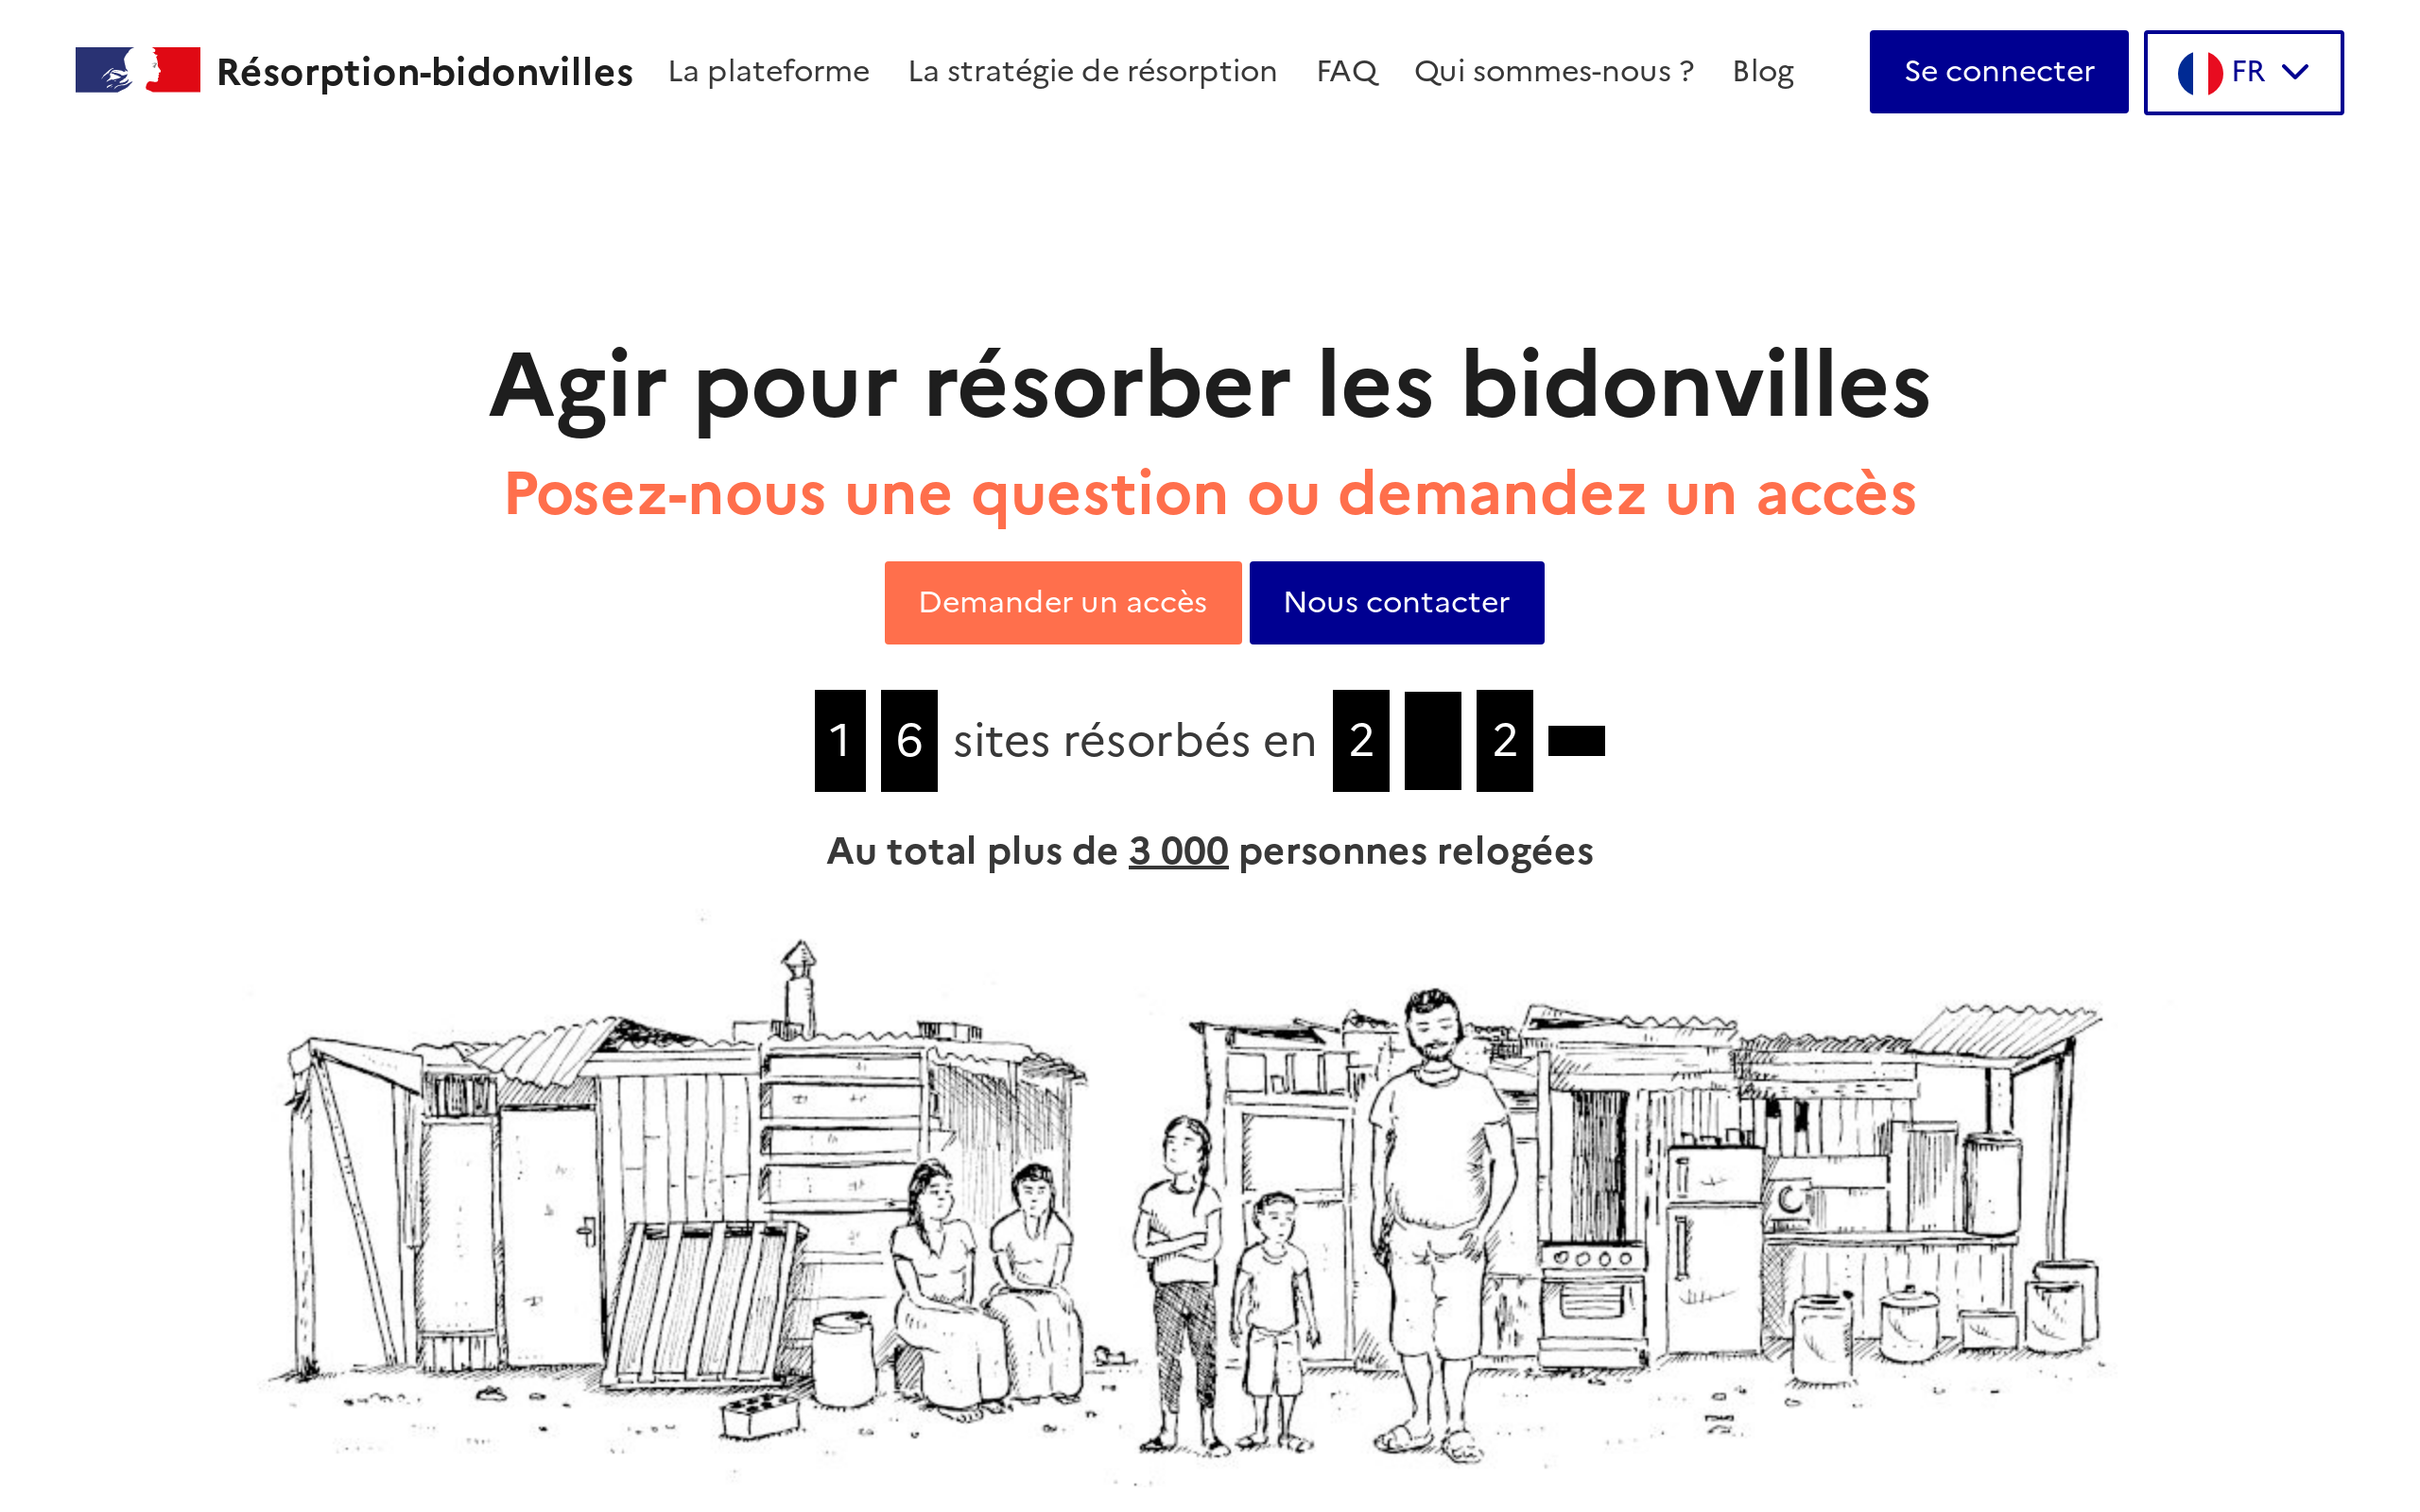 Résorption-bidonvilles La plateforme La stratégie de résorption FAQ Qui sommes-nous ? Blog Se connecter FR
Agir pour résorber les bidonvilles
Posez-nous une question ou demandez un accès
Demander un accès Nous contacter
1 6 sites résorbés en 2 2
Au total plus de 3 000 personnes relogées